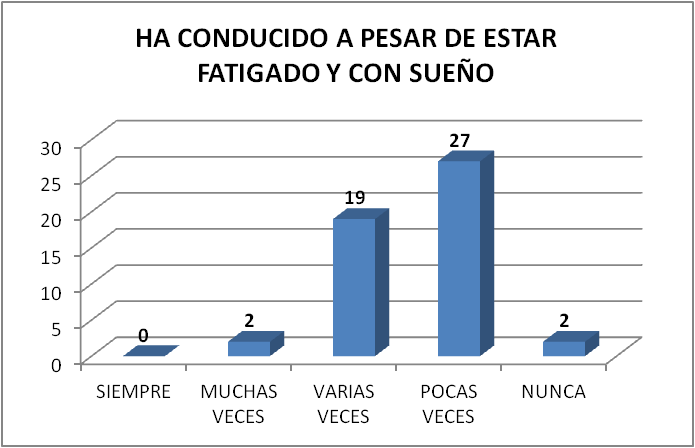 HA CONDUCIDO A PESAR DE ESTAR
FATIGADO Y CON SUEÑO
30
25
20
15
10
5
0
0
2
19
27
2
SIEMPRE
MUCHAS
VECES
VARIAS
VECES
POCAS
VECES
NUNCA